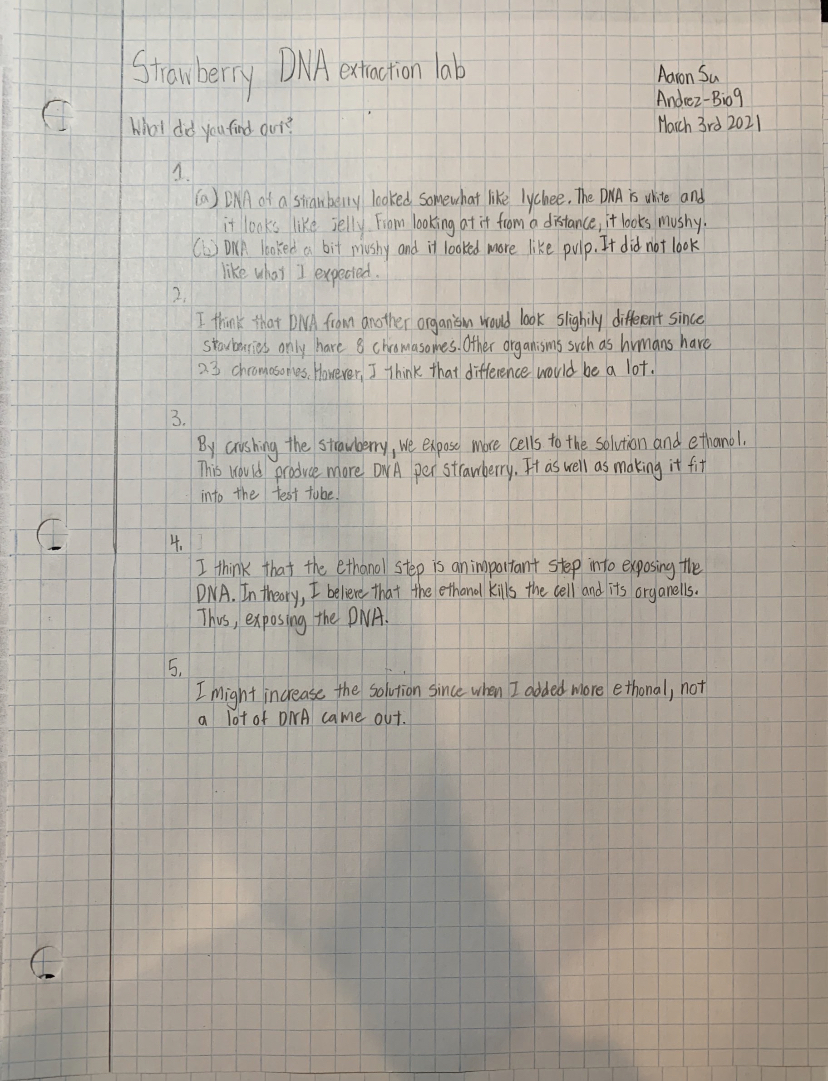 Strawberry DNA extraction lab
Aaron Su
Andrez-Bio9
March 3rd 2021
What did you find out?
1.
(a) DNA of a strawberry looked somewhat like lychee. The DNA is white and
it looks like jelly. From looking at it from a distance, it looks mushy.
(b) DNA looked a bit mushy and it looked more like pulp. It did not look
like what I expected.
2.
I think that DNA from another organism would look slighily different since
stawburries only have 8 chromasomes. Other organisms such as humans have
23 chromosomes. However, I think that difference would be a lot.
3.
By crushing the strawberry, we expose more cells to the solution and ethanol.
This would produce more DNA per strawberry. It as well as making it fit
into the test tube.
4.
I think that the ethanol step is an important step into exposing the
DNA. In theory, I believe that the ethanol kills the cell and its organells.
Thus, exposing the DNA.
5.
I might increase the solution since when I added more ethonal, not
a lot of DNA came out.